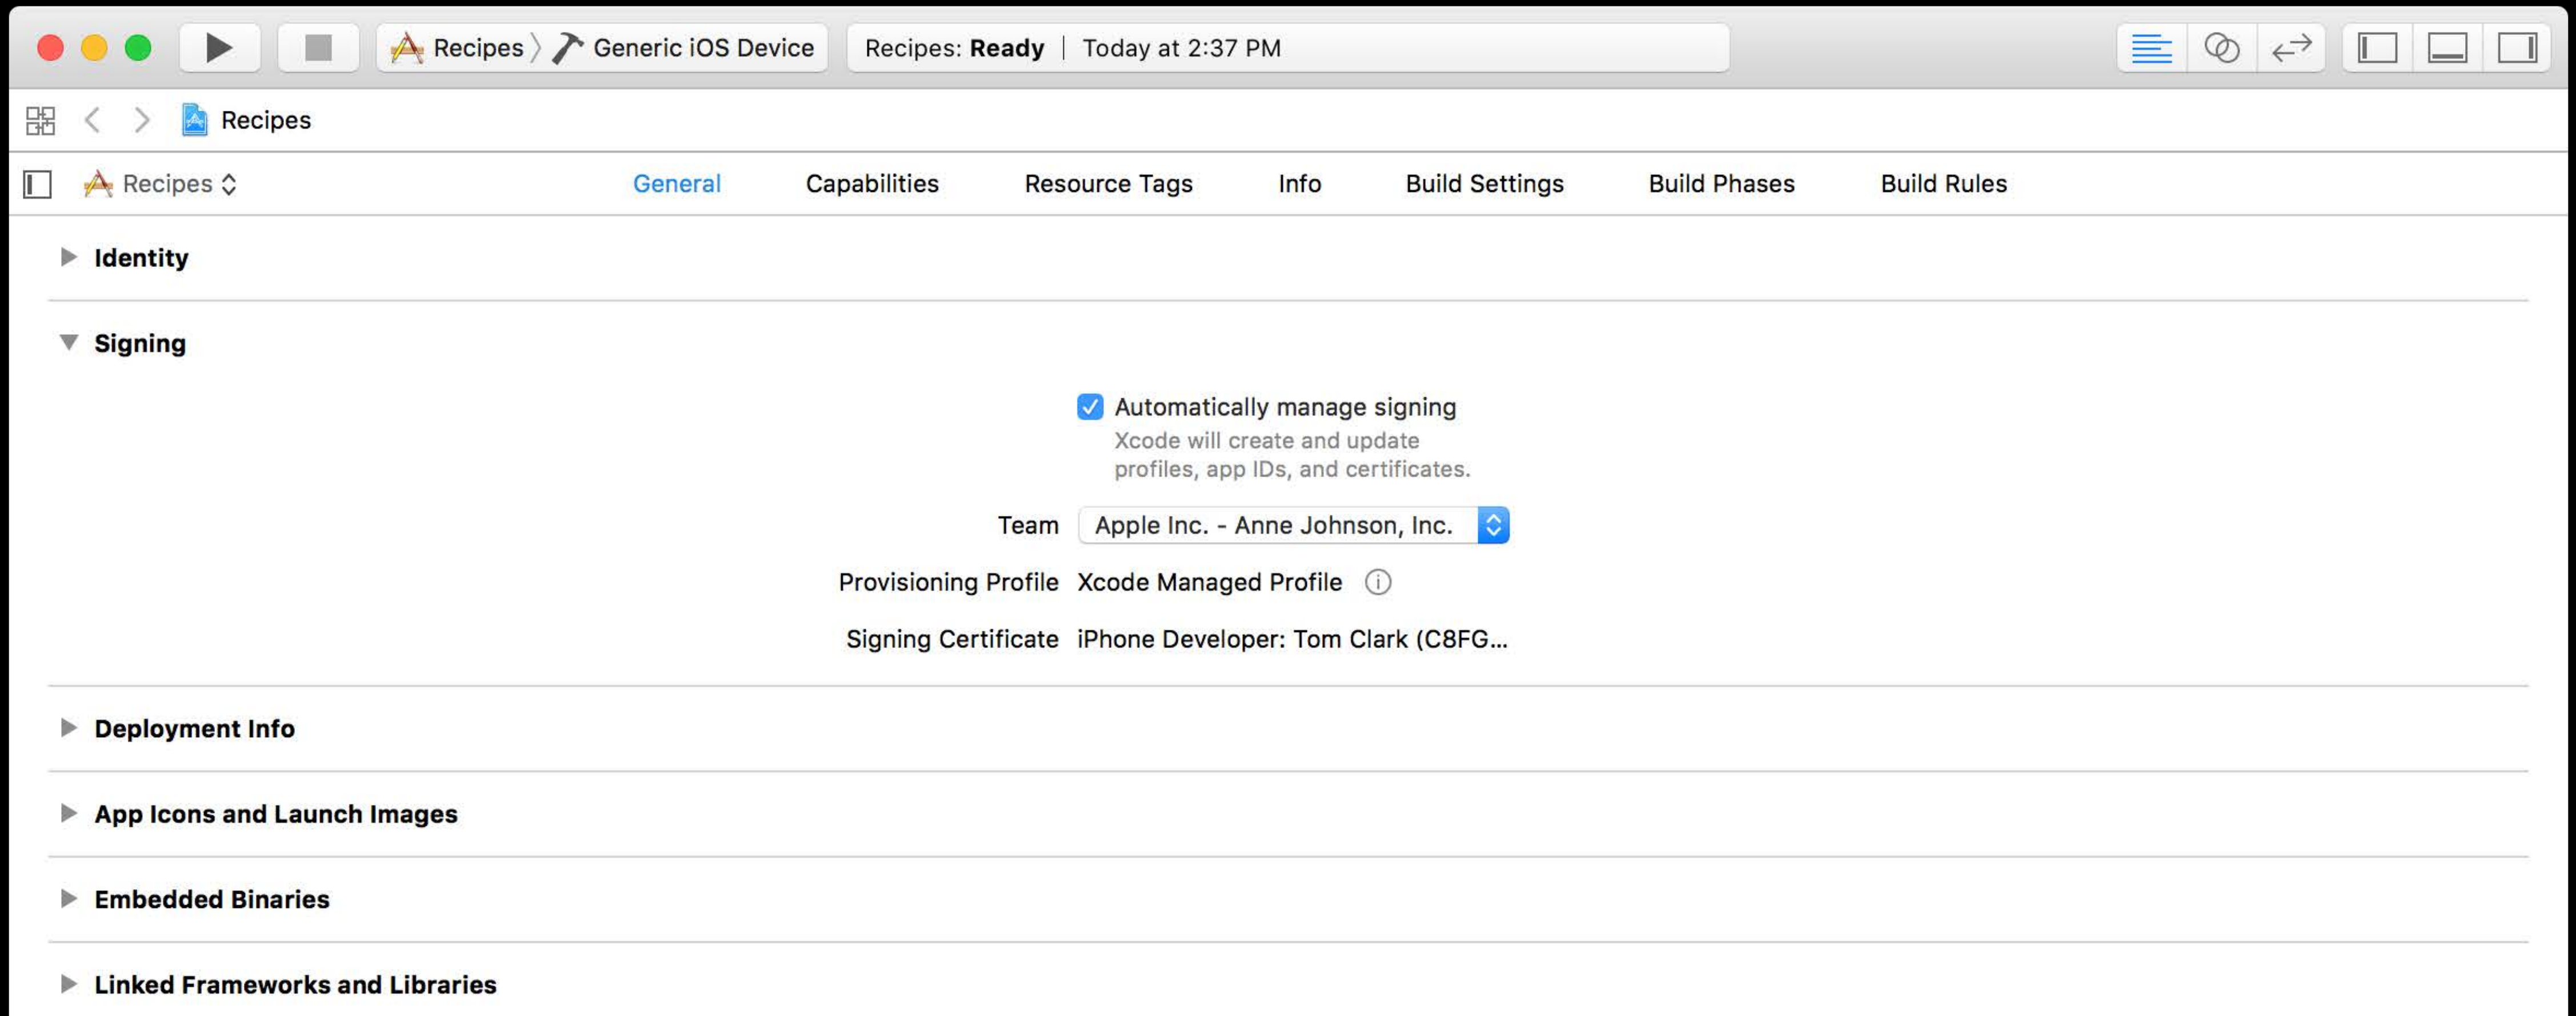 Recipes Generic iOS Device Recipes: Ready Today at 2:37 PM
Recipes
Recipes General Capabilities Resource Tags Info Build Settings Build Phases Build Rules
Identity
Signing
Automatically manage signing
Xcode will create and update
profiles, app IDs, and certificates.
Team Apple Inc. - Anne Johnson, Inc.
Provisioning Profile Xcode Managed Profile
Signing Certificate iPhone Developer: Tom Clark (C8FG...
Deployment Info
App Icons and Launch Images
Embedded Binaries
Linked Frameworks and Libraries